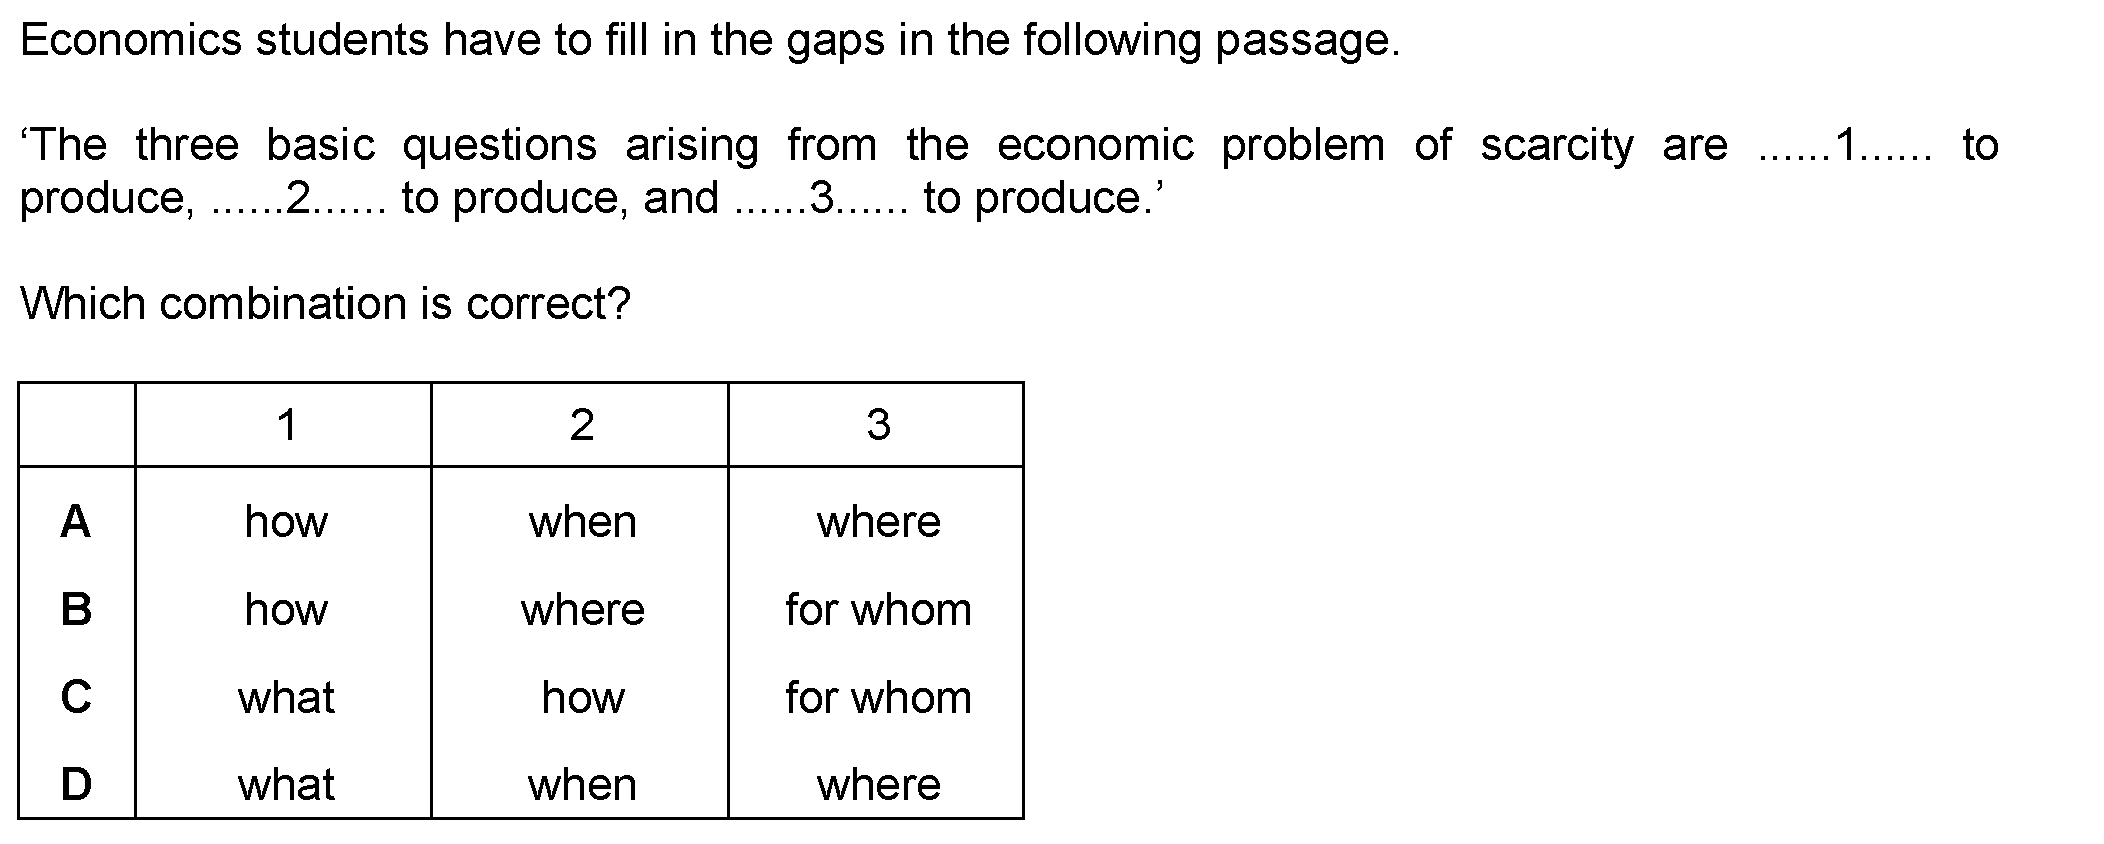 Economics students have to fill in the gaps in the following passage.
‘The three basic questions arising from the economic problem of scarcity are ......1...... to
produce, ......2...... to produce, and ......3...... to produce.’
Which combination is correct?
1 2 3
A how when where
B how where for whom
C what how for whom
D what when where